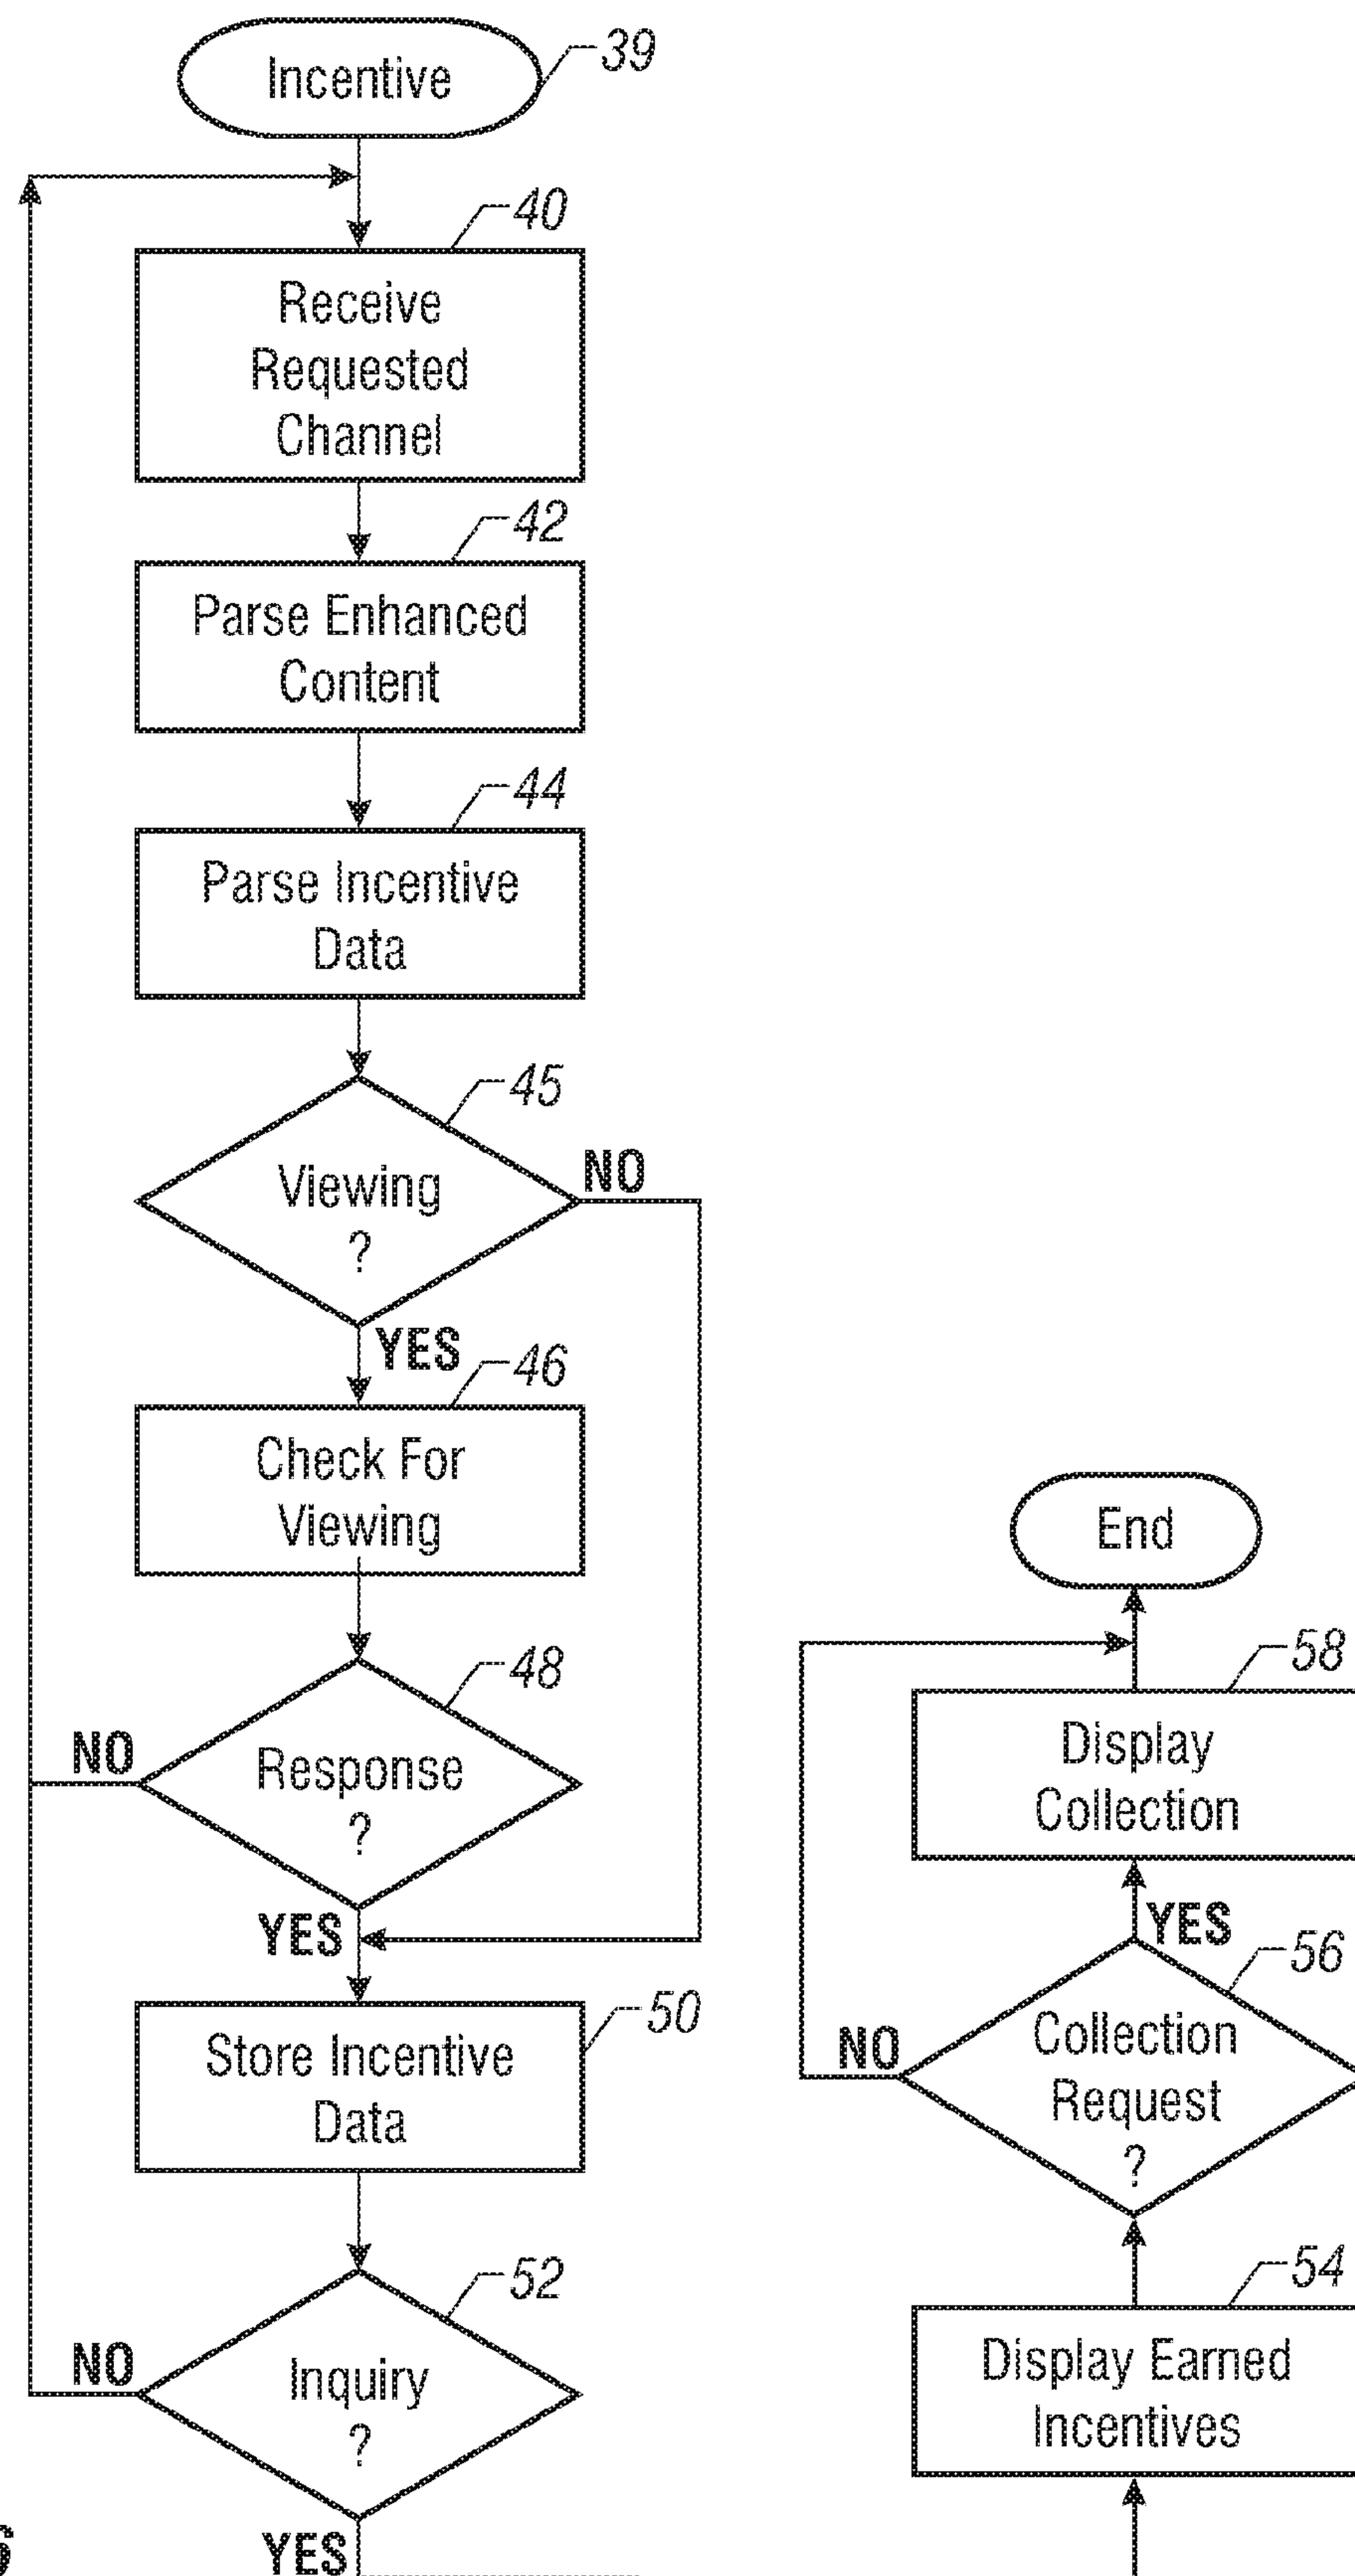 Incentive
39
40
Receive
Requested
Channel
42
Parse Enhanced
Content
44
Parse Incentive
Data
45
Viewing
?
NO
YES
46
Check For
Viewing
48
Response
?
NO
YES
50
Store Incentive
Data
52
Inquiry
?
NO
YES
End
58
Display
Collection
YES
56
Collection
Request
?
NO
54
Display Earned
Incentives